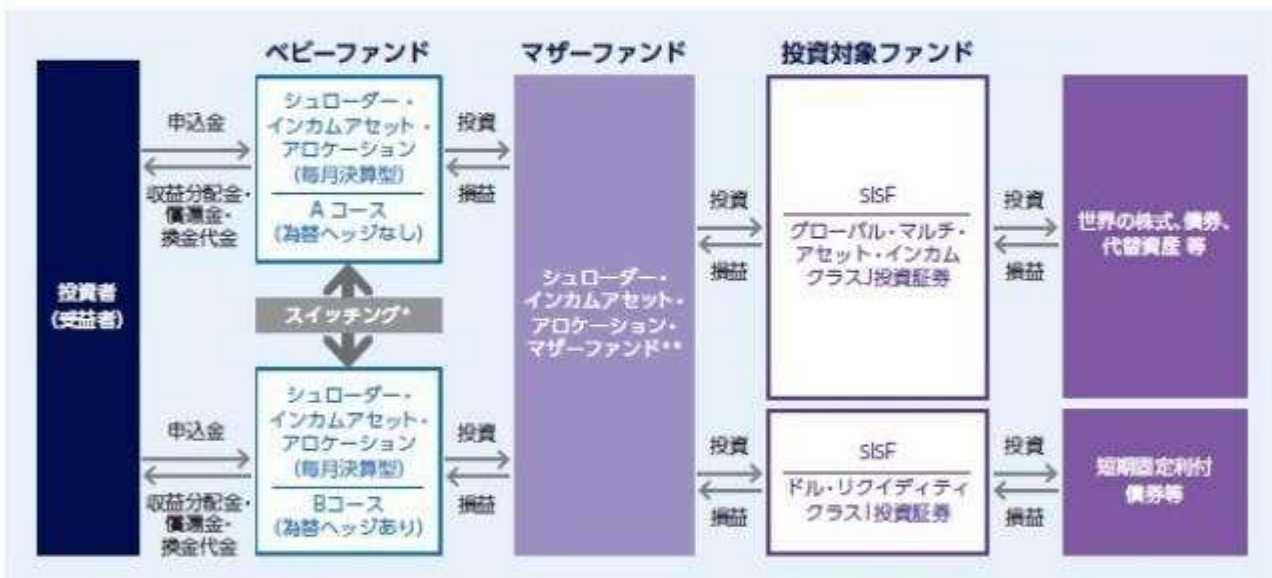 ベビーファンド
マザーファンド
投資対象ファンド
投資者
(受益者)
申込金
収益分配金・
償還金・
換金代金
シュローダー・
インカムアセット・
アロケーション
(毎月決算型)
Aコース
(為替ヘッジなし)
スイッチング*
申込金
収益分配金・
償還金・
換金代金
シュローダー・
インカムアセット・
アロケーション
(毎月決算型)
Bコース
(為替ヘッジあり)
投資
損益
投資
損益
シュローダー・
インカムアセット・
アロケーション・
マザーファンド**
投資
損益
投資
損益
SISF
グローバル・マルチ・
アセット・インカム
クラスJ投資証券
SISF
ドル・リクイディティ
クラスI投資証券
投資
損益
投資
損益
世界の株式、債券、
代替資産 等
短期固定利付
債券等